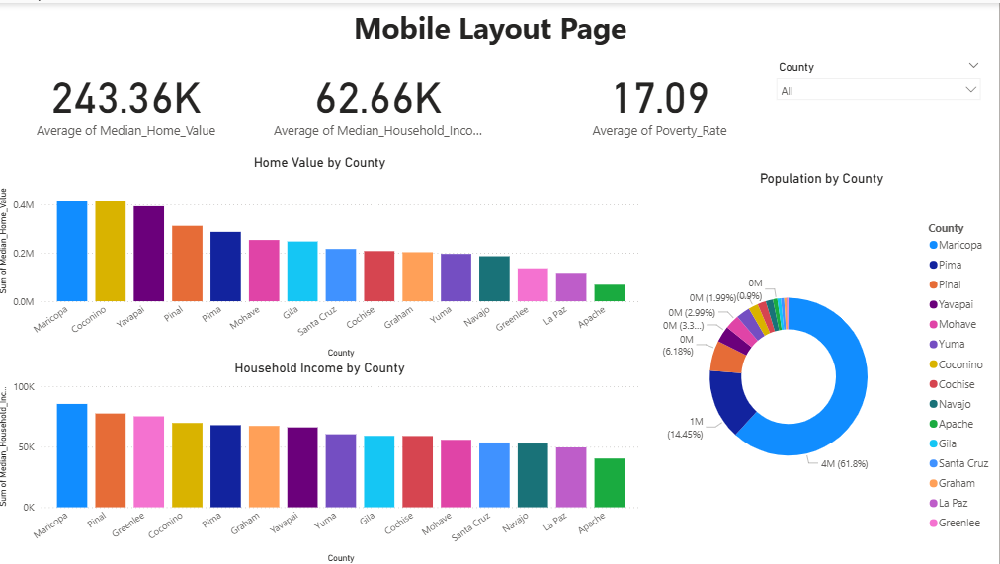 Mobile Layout Page
243.36K
Average of Median_Home_Value
62.66K
Average of Median_Household_Inco...
17.09
Average of Poverty_Rate
County
All
Home Value by County
Sum of Median_Home_Value
0.4M
0.2M
0.0M
Maricopa
Coconino
Yavapai
Pinal
Pima
Mohave
Gila
Santa Cruz
Cochise
Graham
Yuma
Navajo
Greenlee
La Paz
Apache
County
Household Income by County
Sum of Median_Household_Inc...
100K
50K
0K
Maricopa
Pinal
Greenlee
Coconino
Pima
Graham
Yavapai
Yuma
Gila
Cochise
Mohave
Santa Cruz
Navajo
La Paz
Apache
County
Population by County
0M
(0.9%)
0M (1.99%)
0M (2.99%)
0M (3.3...)
0M
(6.18%)
1M
(14.45%)
4M (61.8%)
County
Maricopa
Pima
Pinal
Yavapai
Mohave
Yuma
Coconino
Cochise
Navajo
Apache
Gila
Santa Cruz
Graham
La Paz
Greenlee